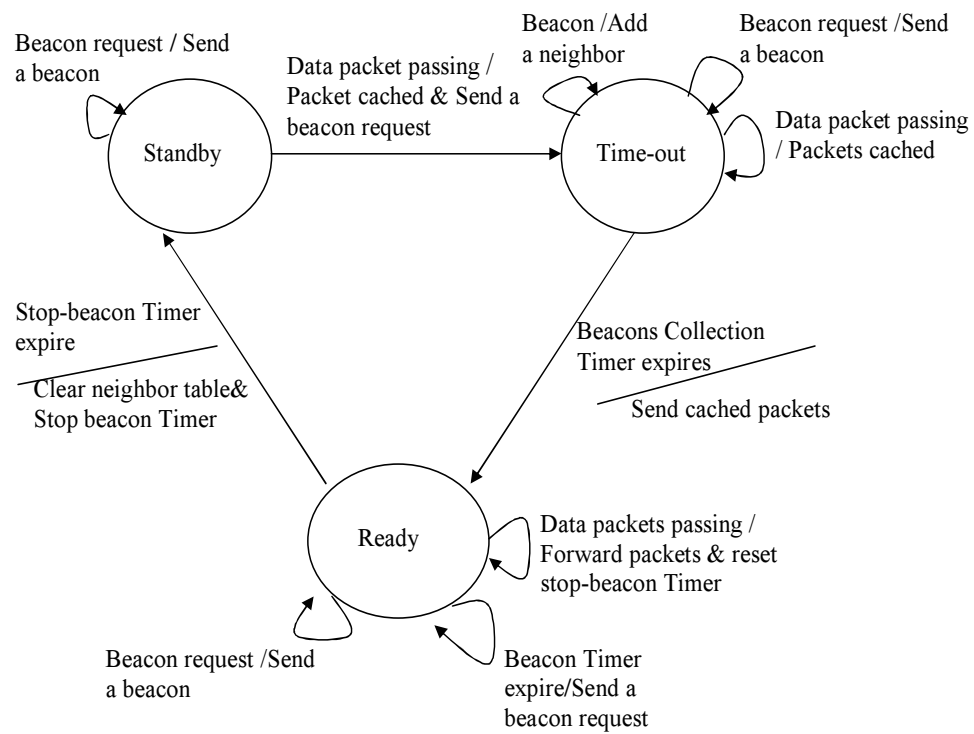 Beacon request / Send
a beacon
Data packet passing /
Packet cached & Send a
beacon request
Beacon /Add
a neighbor
Beacon request /Send
a beacon
Data packet passing
/ Packets cached
Standby
Time-out
Stop-beacon Timer
expire
Clear neighbor table&
Stop beacon Timer
Beacons Collection
Timer expires
Send cached packets
Ready
Data packets passing /
Forward packets & reset
stop-beacon Timer
Beacon request /Send
a beacon
Beacon Timer
expire/Send a
beacon request